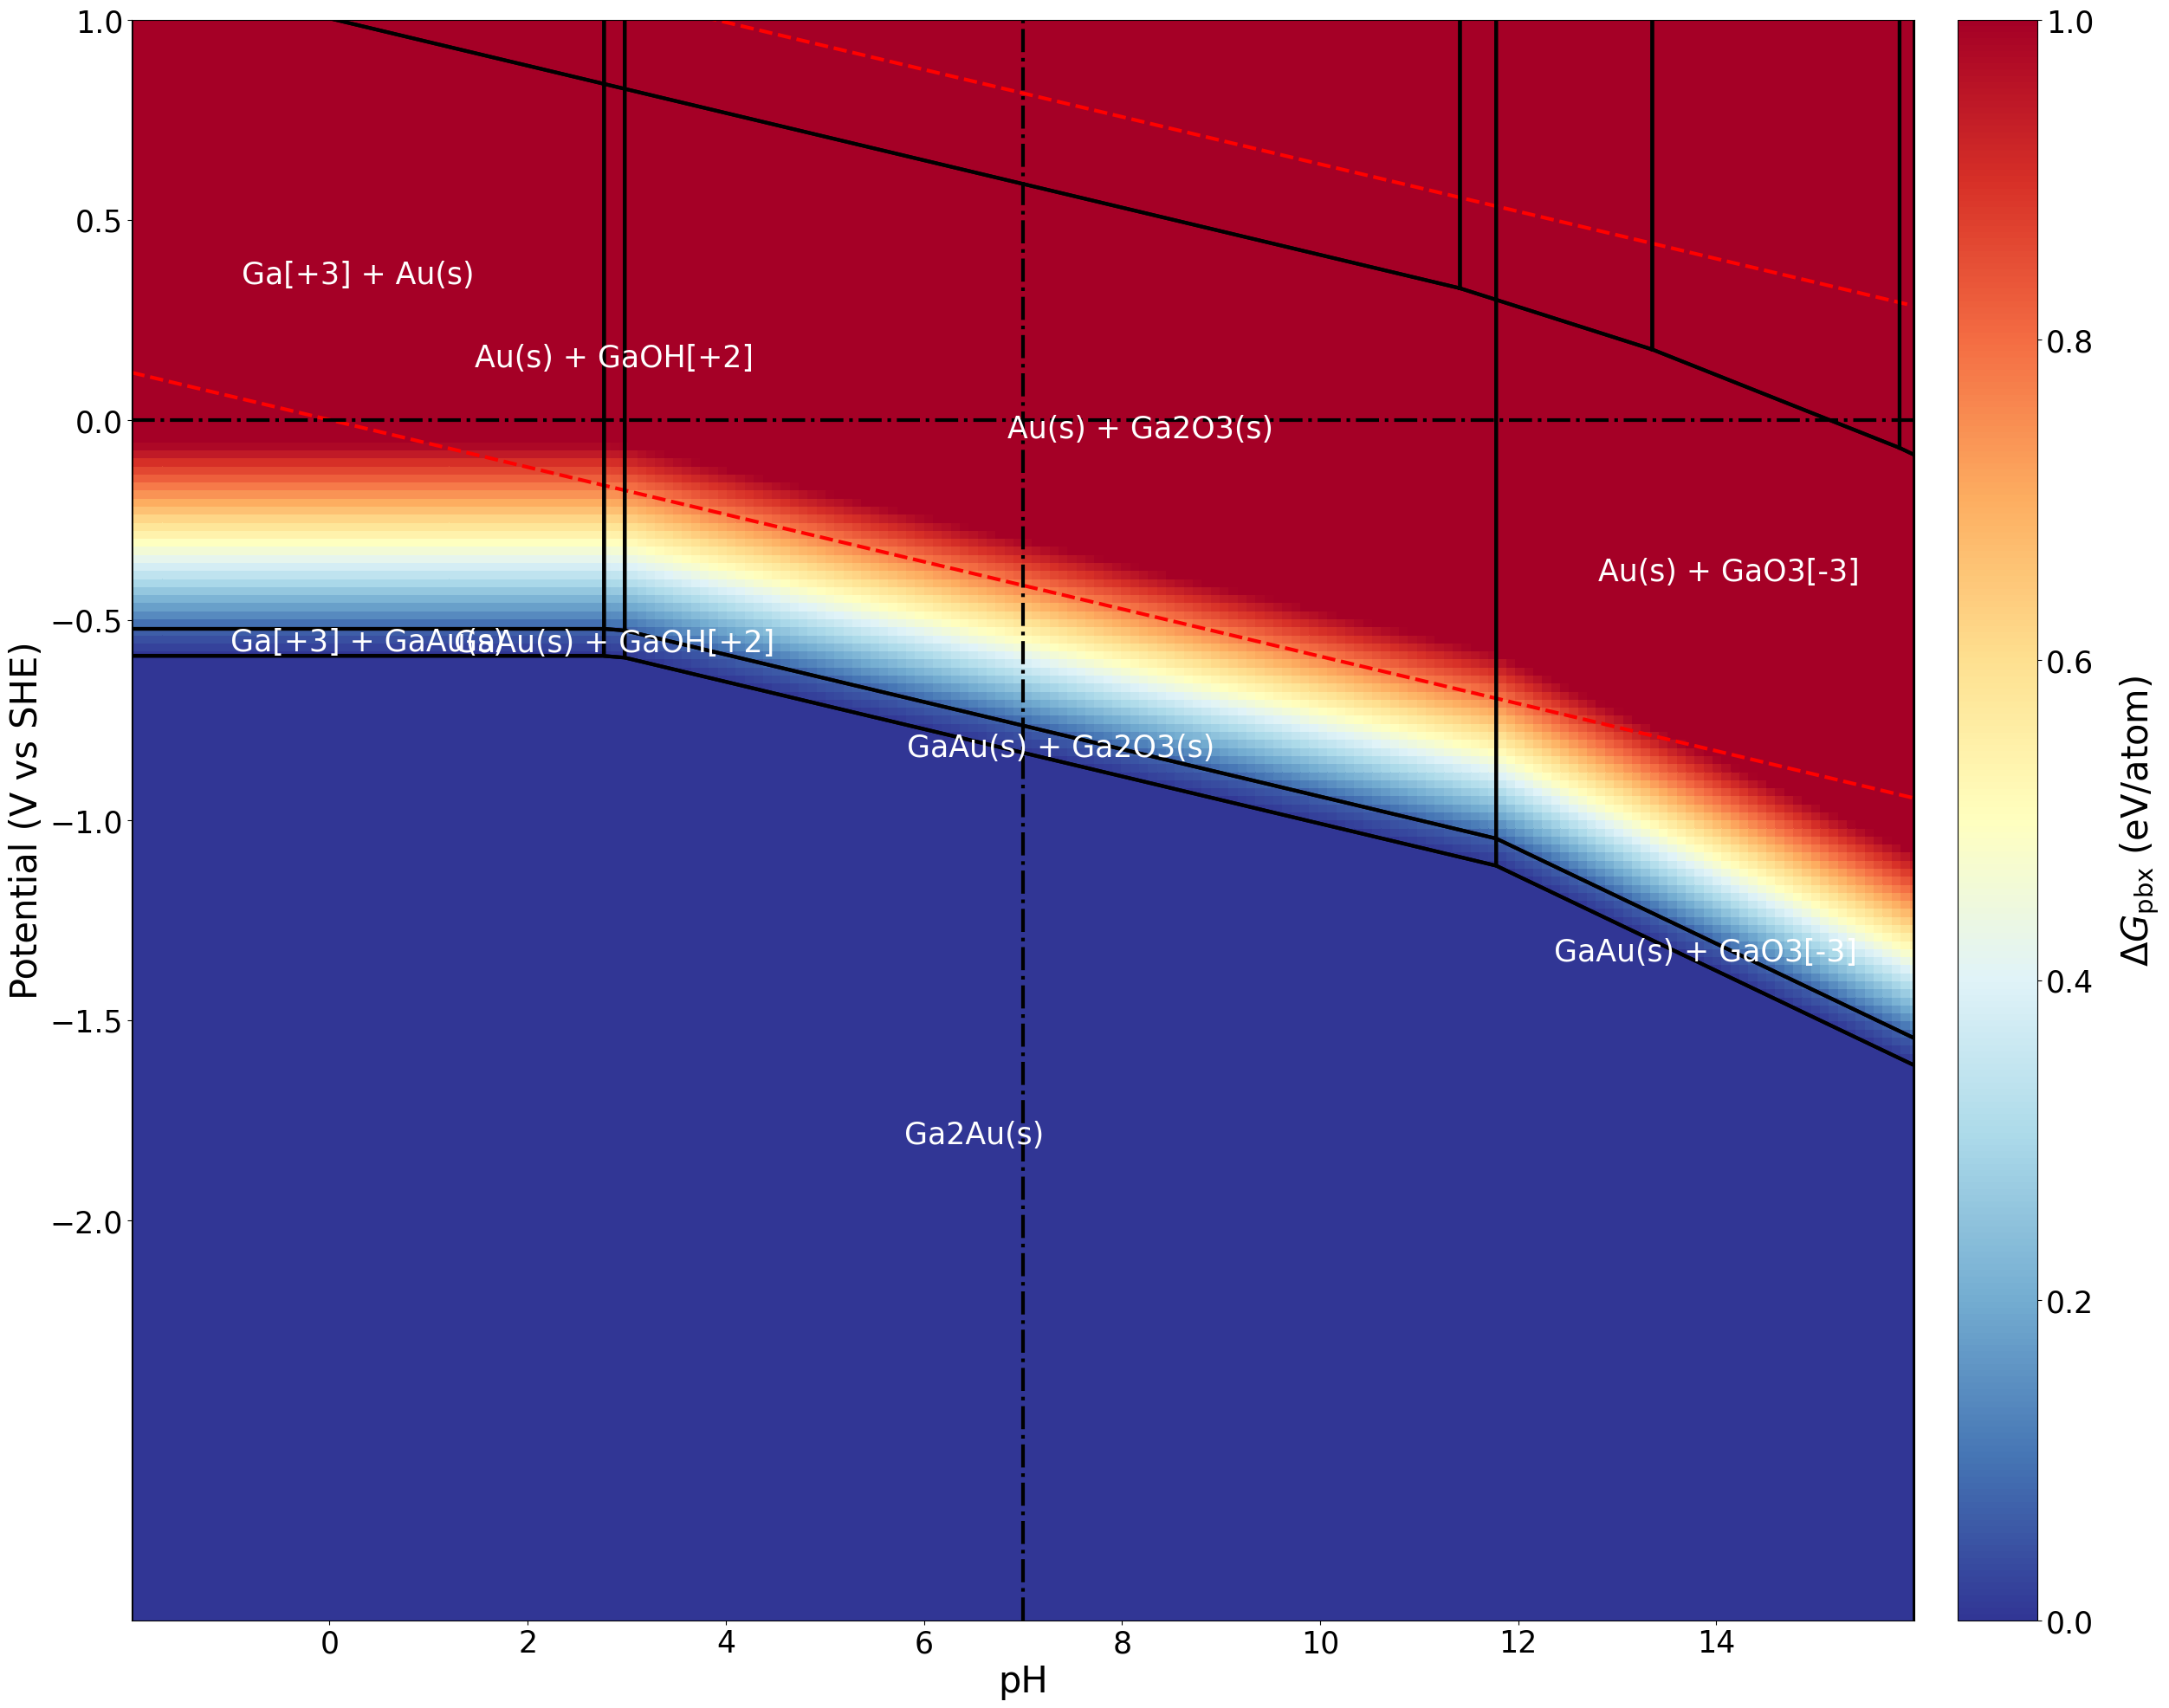 1.0
0.5
0.0
−0.5
−1.0
−1.5
−2.0
Potential (V vs SHE)
Ga[+3] + Au(s)
Au(s) + GaOH[+2]
Au(s) + Ga2O3(s)
Au(s) + GaO3[-3]
Ga[+3] + GaAu(s)
GaAu(s) + GaOH[+2]
GaAu(s) + Ga2O3(s)
GaAu(s) + GaO3[-3]
Ga2Au(s)
0 2 4 6 8 10 12 14
pH
1.0
0.8
0.6
0.4
0.2
0.0
ΔGpbx (eV/atom)